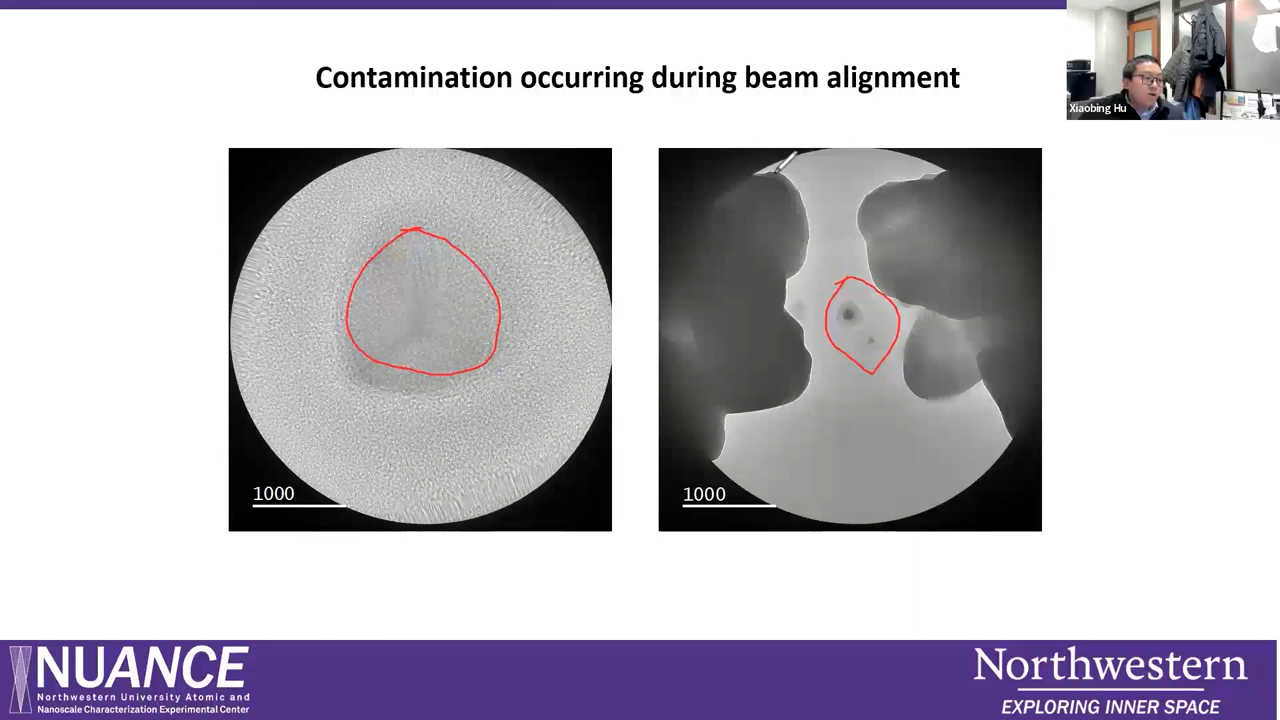 Contamination occurring during beam alignment
Xiaobing Hu
1000
1000
NUANCE
Northwestern University Atomic and
Nanoscale Characterization Experimental Center
Northwestern
EXPLORING INNER SPACE